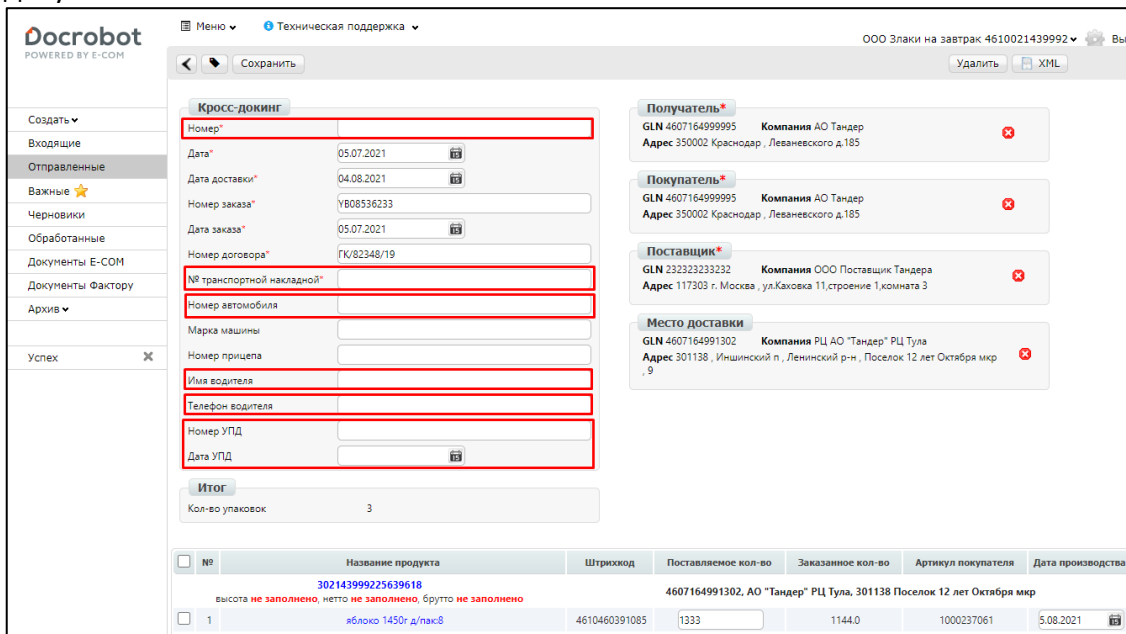 Docrobot
POWERED BY E-COM
Меню
Техническая поддержка
ООО Злаки на завтрак 4610021439992
Сохранить
Удалить
XML
Создать
Входящие
Отправленные
Важные
Черновики
Обработанные
Документы E-COM
Документы Фактору
Архив
Успех
Кросс-докинг
Номер*
Дата* 05.07.2021
Дата доставки* 04.08.2021
Номер заказа* YB08536233
Дата заказа* 05.07.2021
Номер договора* ГК/82348/19
№ транспортной накладной*
Номер автомобиля
Марка машины
Номер прицепа
Имя водителя
Телефон водителя
Номер УПД
Дата УПД
Итог
Кол-во упаковок 3
Получатель*
GLN 4607164999995 Компания АО Тандер
Адрес 350002 Краснодар , Леваневского д.185
Покупатель*
GLN 4607164999995 Компания АО Тандер
Адрес 350002 Краснодар , Леваневского д.185
Поставщик*
GLN 232323233232 Компания ООО Поставщик Тандера
Адрес 117303 г. Москва , ул.Каховка 11,строение 1,комната 3
Место доставки
GLN 4607164991302 Компания РЦ АО "Тандер" РЦ Тула
Адрес 301138 , Иншинский п , Ленинский р-н , Поселок 12 лет Октября мкр
, 9
№ Название продукта Штрихкод Поставляемое кол-во Заказанное кол-во Артикул покупателя Дата производства
302143999225639618
высота не заполнено, нетто не заполнено, брутто не заполнено
4607164991302, АО "Тандер" РЦ Тула, 301138 Поселок 12 лет Октября мкр
1 яблоко 1450г д/пак:8 4610460391085 1333 1144.0 1000237061 5.08.2021